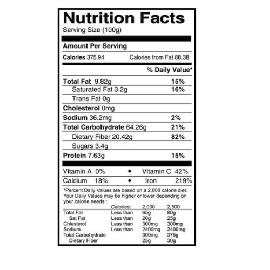 Nutrition Facts
Serving Size (100g)
Amount Per Serving
Calories 375.94 Calories from Fat 88.38
% Daily Value*
Total Fat 9.82g 15%
Saturated Fat 3.2g 16%
Trans Fat 0g
Cholesterol 0mg
Sodium 36.2mg 2%
Total Carbohydrate 64.26g 21%
Dietary Fiber 20.42g 82%
Sugars 3.4g
Protein 7.63g 15%
Vitamin A 0% • Vitamin C 42%
Calcium 18% • Iron 219%
*Percent Daily Values are based on a 2,000 calorie diet.
Your Daily Values may be higher or lower depending on
your calorie needs:
Calories: 2,000 2,500
Total Fat Less than 65g 80g
Sat Fat Less than 20g 25g
Cholesterol Less than 300mg 300mg
Sodium Less than 2400mg 2400mg
Total Carbohydrate 300mg 375g
Dietary Fiber 25g 30g